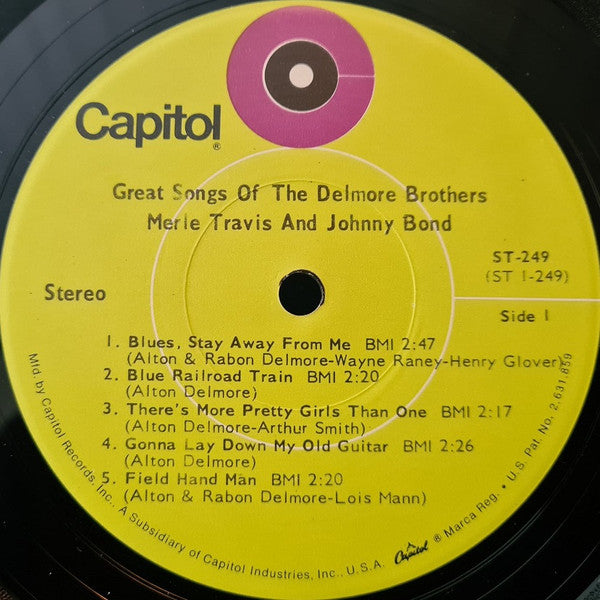 Capitol®
Great Songs Of The Delmore Brothers
Merle Travis And Johnny Bond
ST-249
(ST 1-249)
Stereo
Side 1
1. Blues, Stay Away From Me BMI 2:47
(Alton & Rabon Delmore-Wayne Raney-Henry Glover)
2. Blue Railroad Train BMI 2:20
(Alton Delmore)
3. There's More Pretty Girls Than One BMI 2:17
(Alton Delmore-Arthur Smith)
4. Gonna Lay Down My Old Guitar BMI 2:26
(Alton Delmore)
5. Field Hand Man BMI 2:20
(Alton & Rabon Delmore-Lois Mann)
Mfd. by Capitol Records, Inc., A Subsidiary of Capitol Industries, Inc., U.S.A. Capitol ® Marca Reg. • U.S. Pat. No. 2,631,859